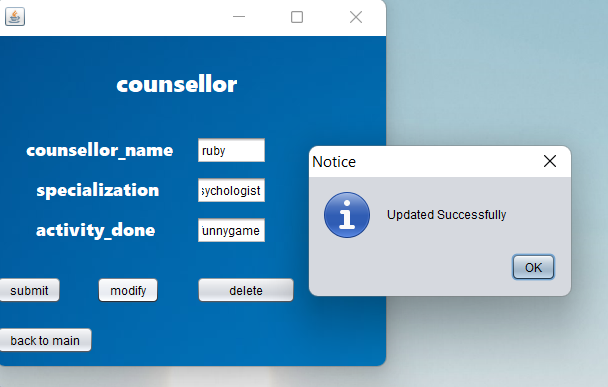 counsellor
counsellor_name ruby
specialization sychologist
activity_done unnygame
submit modify delete
back to main
Notice
Updated Successfully
OK